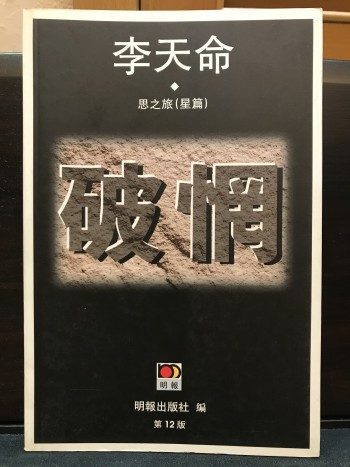 李天命
思之旅(星篇)
破惘
明報
明報出版社 編
第12版